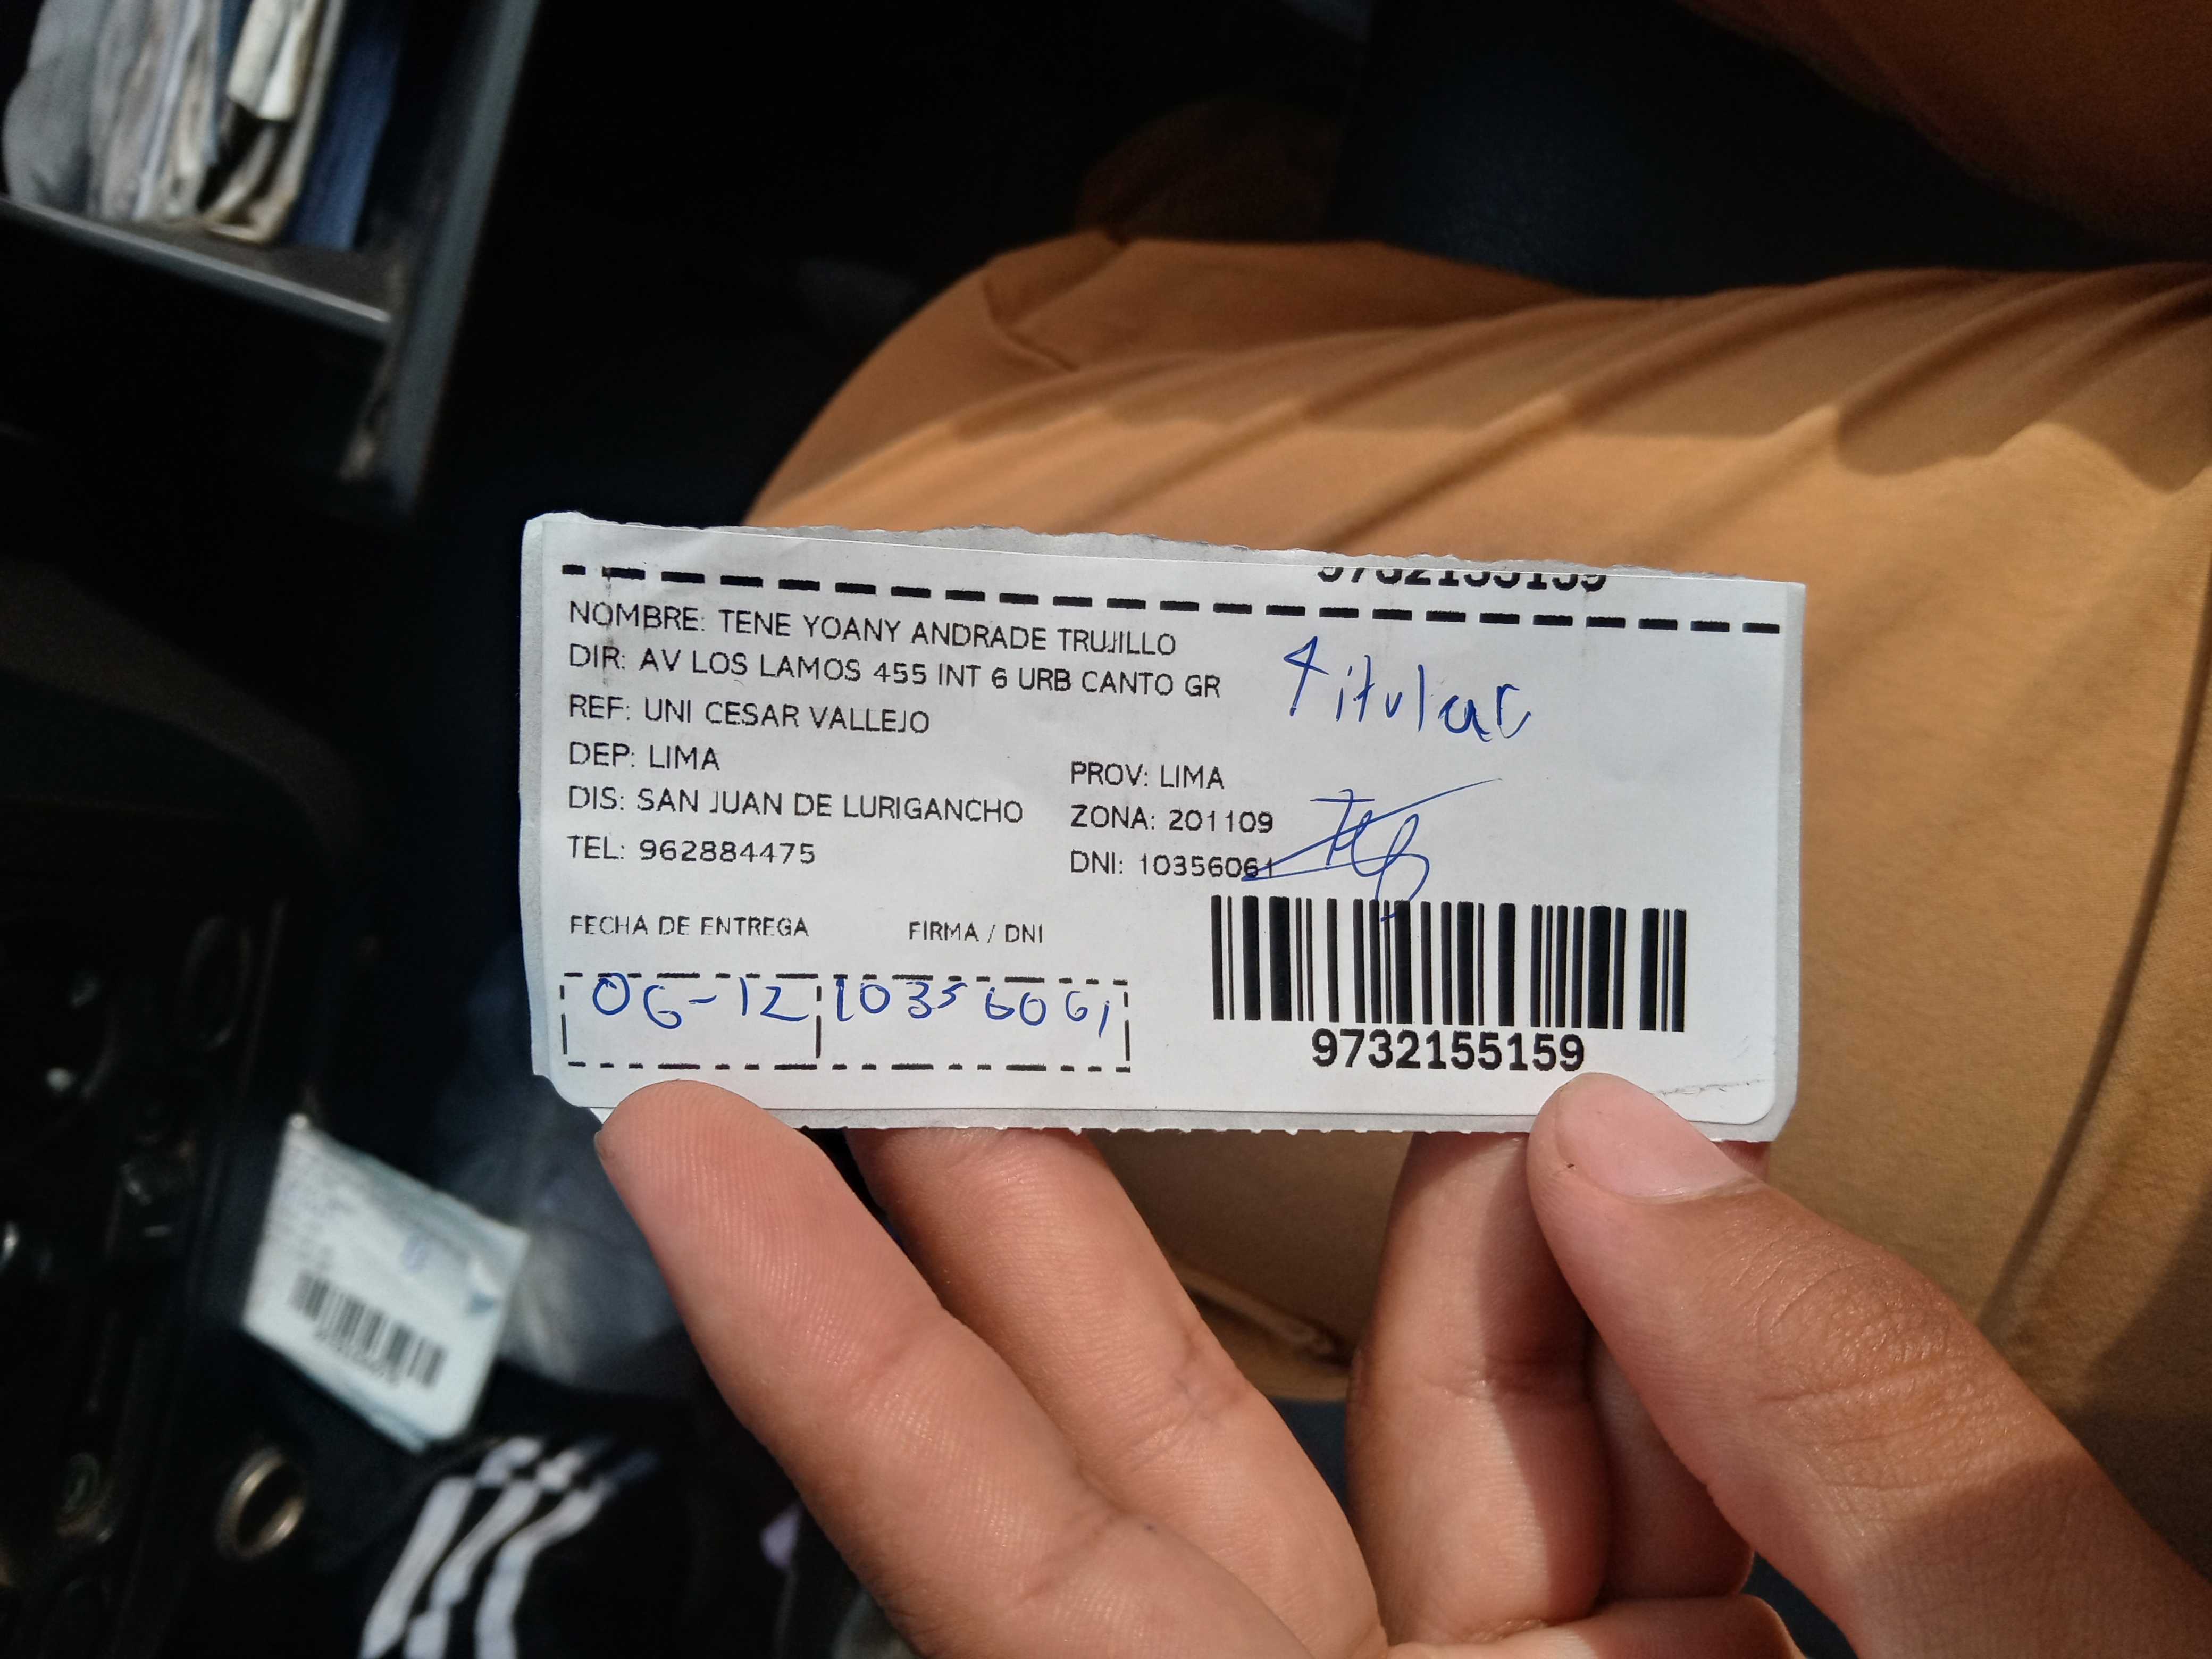 9732155159
NOMBRE: TENE YOANY ANDRADE TRUJILLO
DIR: AV LOS LAMOS 455 INT 6 URB CANTO GR
titular
REF: UNI CESAR VALLEJO
DEP: LIMA
PROV: LIMA
DIS: SAN JUAN DE LURIGANCHO
ZONA: 201109
TEL: 962884475
DNI: 10356061
FECHA DE ENTREGA
FIRMA / DNI
06-12
10356061
9732155159